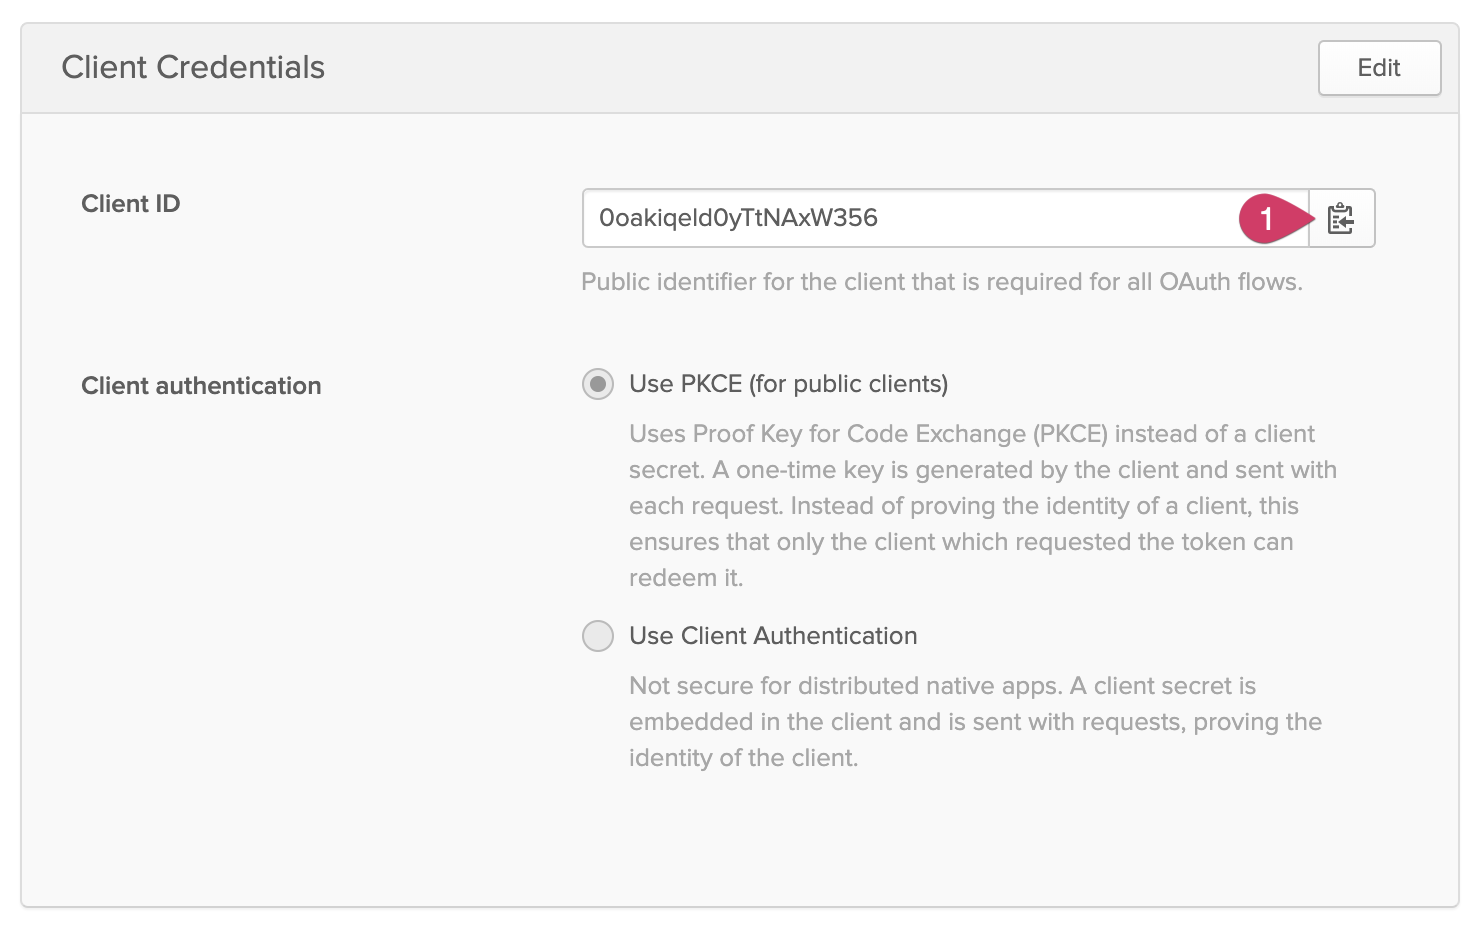 Client Credentials
Edit
Client ID
0oakiqeld0yTtNAxW356
1
Public identifier for the client that is required for all OAuth flows.
Client authentication
Use PKCE (for public clients)
Uses Proof Key for Code Exchange (PKCE) instead of a client
secret. A one-time key is generated by the client and sent with
each request. Instead of proving the identity of a client, this
ensures that only the client which requested the token can
redeem it.
Use Client Authentication
Not secure for distributed native apps. A client secret is
embedded in the client and is sent with requests, proving the
identity of the client.